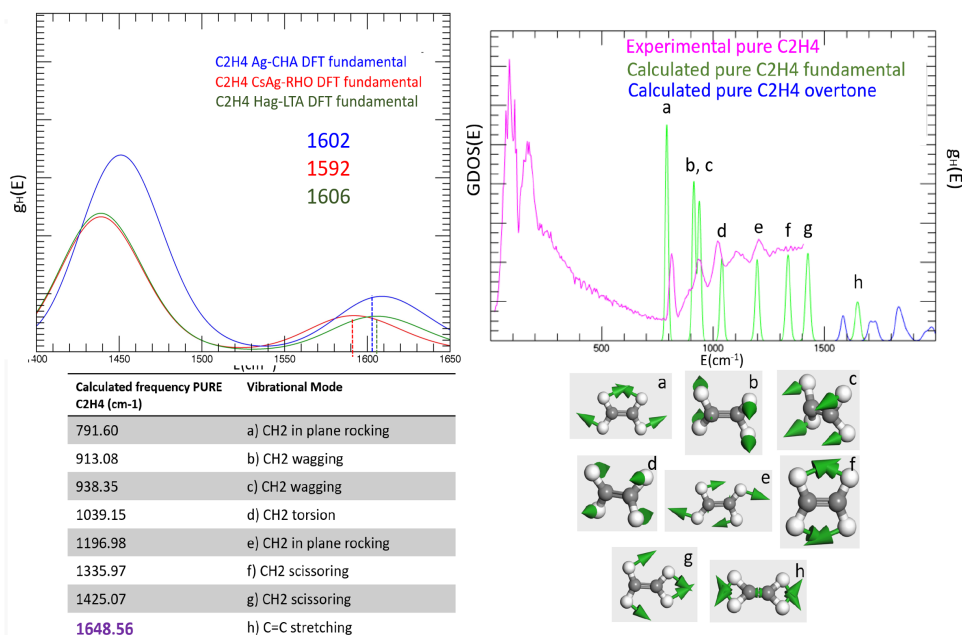 C2H4 Ag-CHA DFT fundamental
C2H4 CsAg-RHO DFT fundamental
C2H4 Hag-LTA DFT fundamental
1602
1592
1606
gH(E)
1400
1450
1500
1550
1600
1650
E(cm-1)
Experimental pure C2H4
Calculated pure C2H4 fundamental
Calculated pure C2H4 overtone
GDOS(E)
gH(E)
a
b, c
d
e
f
g
h
500
1000
1500
E(cm-1)
Calculated frequency PURE C2H4 (cm-1) Vibrational Mode
791.60 a) CH2 in plane rocking
913.08 b) CH2 wagging
938.35 c) CH2 wagging
1039.15 d) CH2 torsion
1196.98 e) CH2 in plane rocking
1335.97 f) CH2 scissoring
1425.07 g) CH2 scissoring
1648.56 h) C=C stretching
a
b
c
d
e
f
g
h